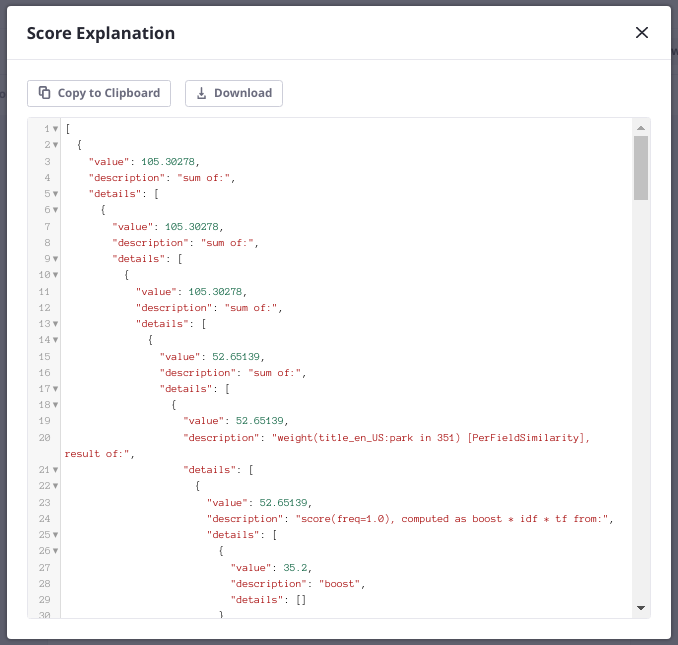 Score Explanation
Copy to Clipboard Download
1 [
2 {
3 "value": 105.30278,
4 "description": "sum of:",
5 "details": [
6 {
7 "value": 105.30278,
8 "description": "sum of:",
9 "details": [
10 {
11 "value": 105.30278,
12 "description": "sum of:",
13 "details": [
14 {
15 "value": 52.65139,
16 "description": "sum of:",
17 "details": [
18 {
19 "value": 52.65139,
20 "description": "weight(title_en_US:park in 351) [PerFieldSimilarity],
result of:",
21 "details": [
22 {
23 "value": 52.65139,
24 "description": "score(freq=1.0), computed as boost * idf * tf from:",
25 "details": [
26 {
27 "value": 35.2,
28 "description": "boost",
29 "details": []
30 }